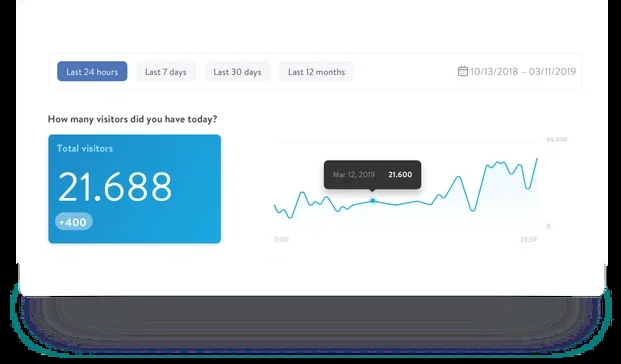 Last 24 hours
Last 7 days
Last 30 days
Last 12 months
10/13/2018 – 03/11/2019
How many visitors did you have today?
Total visitors
21.688
+400
Mar 12, 2019 21.600
99.999
0
0:00
23:59